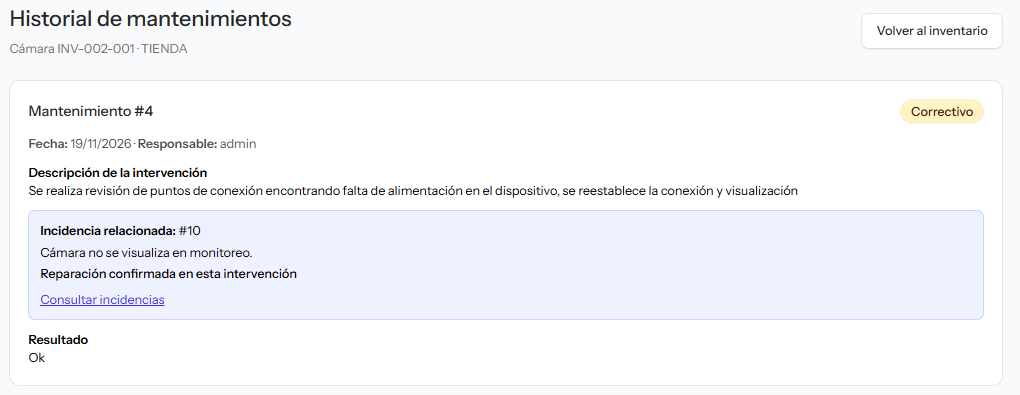 Historial de mantenimientos
Cámara INV-002-001 · TIENDA
Volver al inventario
Mantenimiento #4
Correctivo
Fecha: 19/11/2026 · Responsable: admin
Descripción de la intervención
Se realiza revisión de puntos de conexión encontrando falta de alimentación en el dispositivo, se reestablece la conexión y visualización
Incidencia relacionada: #10
Cámara no se visualiza en monitoreo.
Reparación confirmada en esta intervención
Consultar incidencias
Resultado
Ok